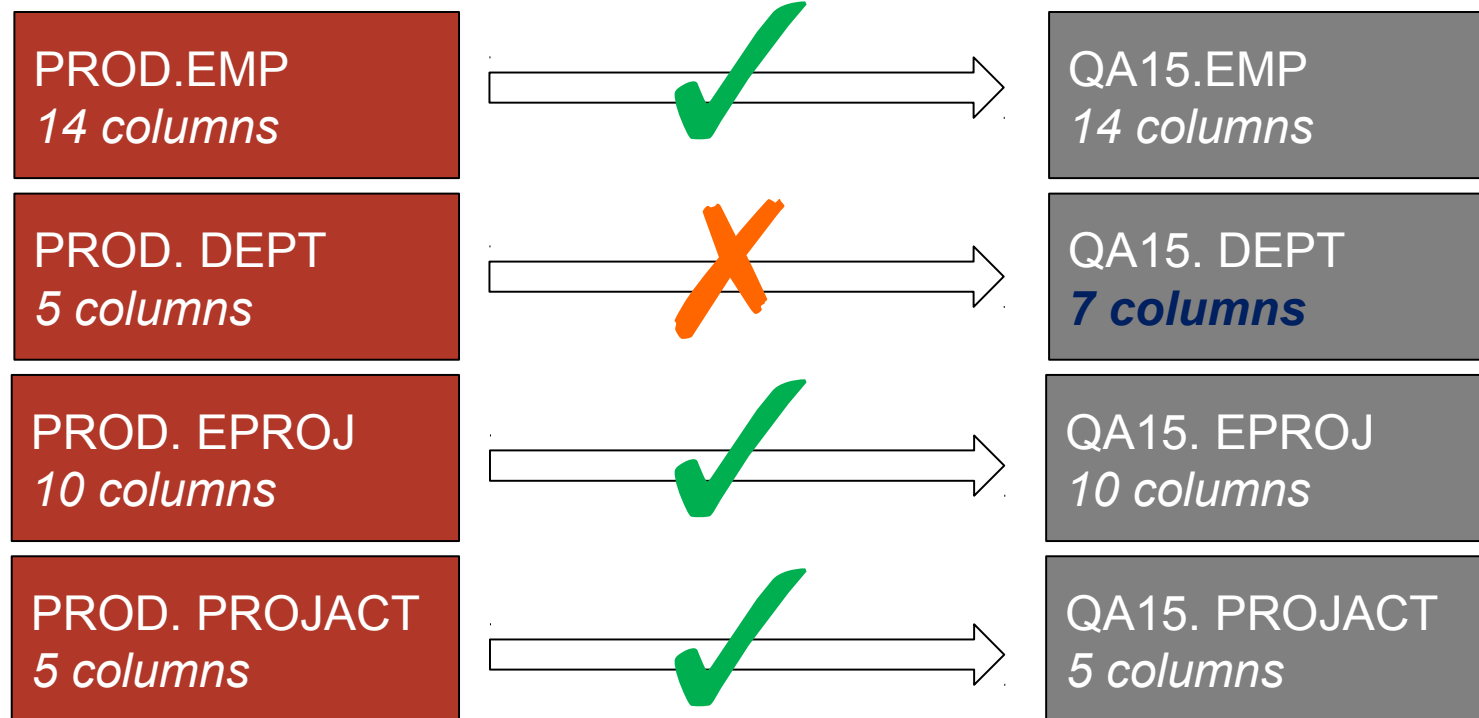 PROD.EMP
14 columns
QA15.EMP
14 columns
PROD. DEPT
5 columns
QA15. DEPT
7 columns
PROD. EPROJ
10 columns
QA15. EPROJ
10 columns
PROD. PROJACT
5 columns
QA15. PROJACT
5 columns